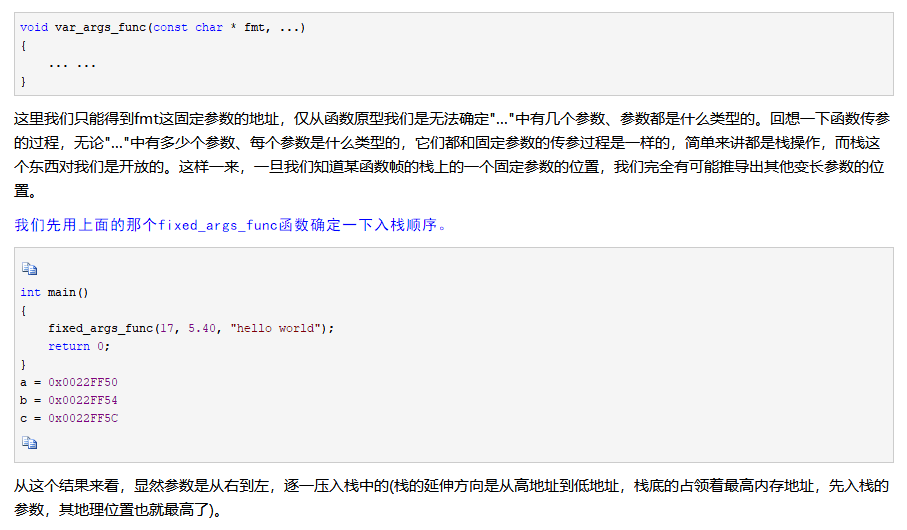 void var_args_func(const char * fmt, ...)
{
    ... ...
}
这里我们只能得到fmt这固定参数的地址，仅从函数原型我们是无法确定"..."中有几个参数、参数都是什么类型的。回想一下函数传参
的过程，无论"..."中有多少个参数、每个参数是什么类型的，它们都和固定参数的传参过程是一样的，简单来讲都是栈操作，而栈这
个东西对我们是开放的。这样一来，一旦我们知道某函数帧的栈上的一个固定参数的位置，我们完全有可能推导出其他变长参数的位
置。
我们先用上面的那个fixed_args_func函数确定一下入栈顺序。
int main()
{
    fixed_args_func(17, 5.40, "hello world");
    return 0;
}
a = 0x0022FF50
b = 0x0022FF54
c = 0x0022FF5C
从这个结果来看，显然参数是从右到左，逐一压入栈中的(栈的延伸方向是从高地址到低地址，栈底的占领着最高内存地址，先入栈的
参数，其地理位置也就最高了)。